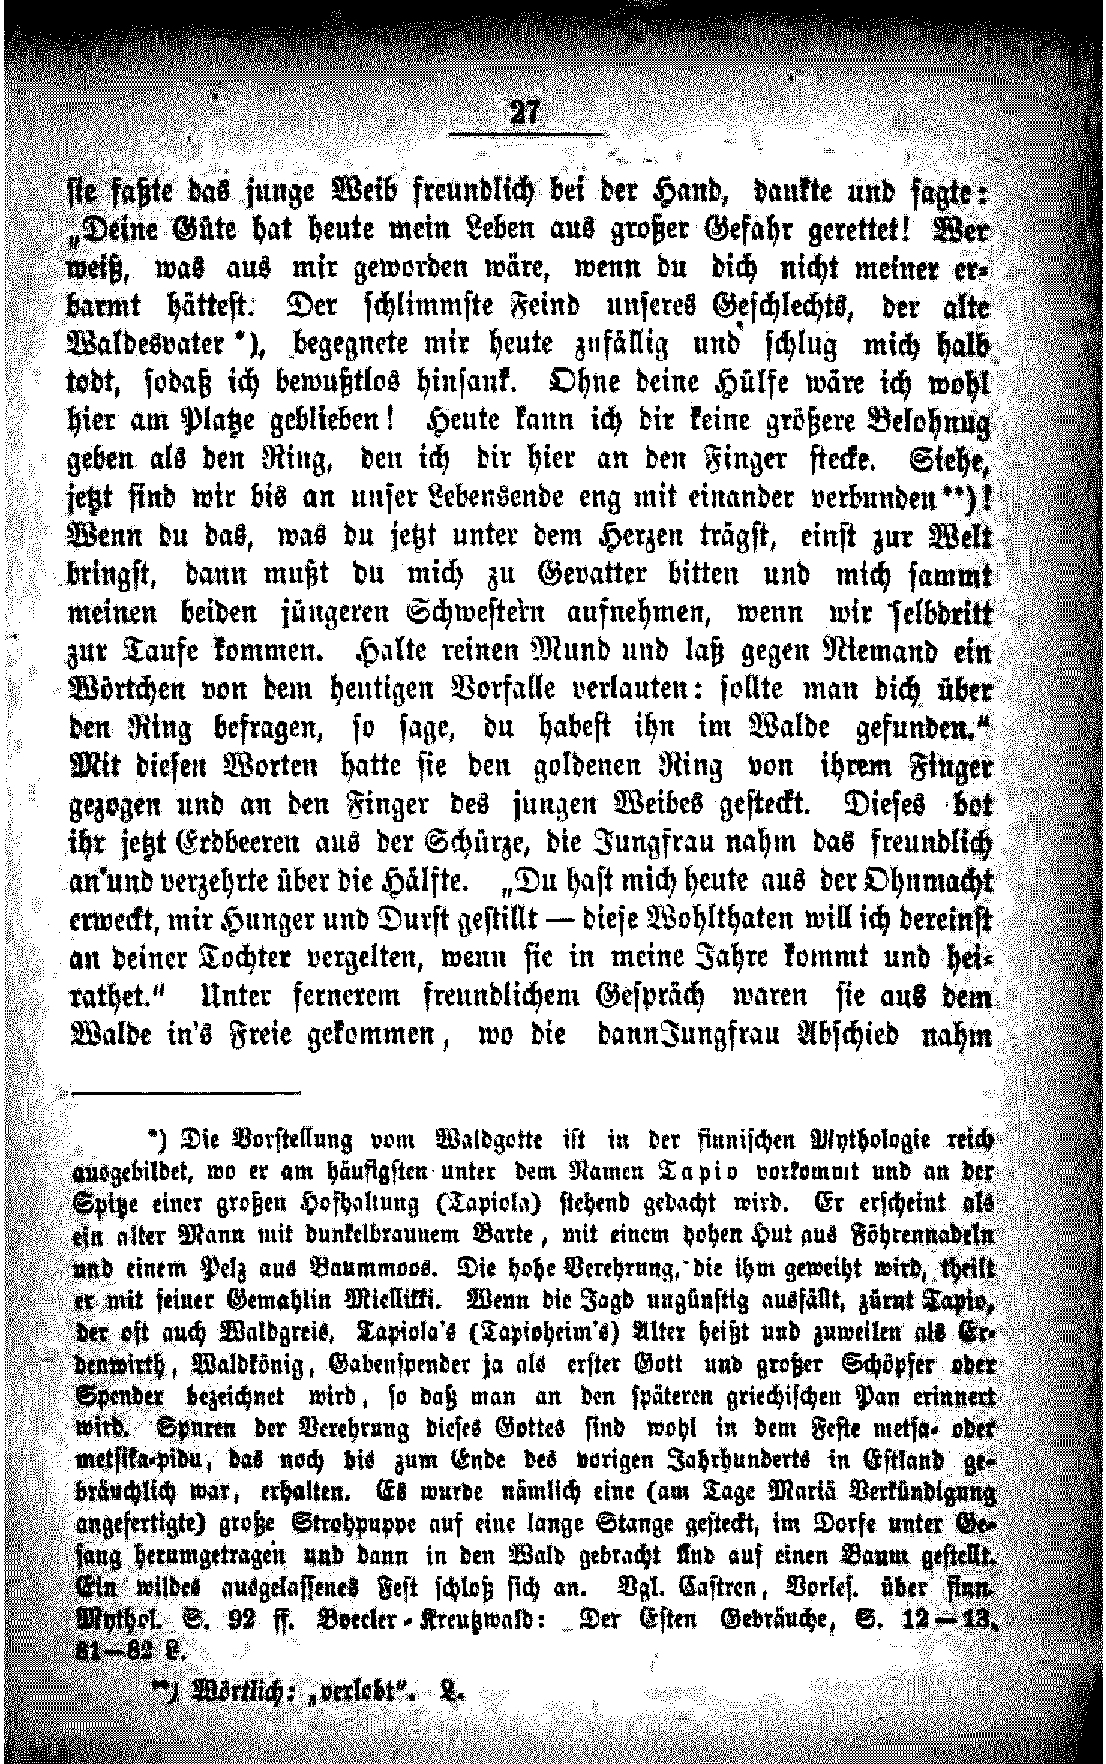 27
sie faßte das junge Weib freundlich bei der Hand, dankte und sagte:
„Deine Güte hat heute mein Leben aus großer Gefahr gerettet! Wer
weiß, was aus mir geworden wäre, wenn du dich nicht meiner er-
barmt hättest. Der schlimmste Feind unseres Geschlechts, der alte
Waldesvater *), begegnete mir heute zufällig und schlug mich halb
todt, sodaß ich bewußtlos hinsank. Ohne deine Hülfe wäre ich wohl
hier am Platze geblieben! Heute kann ich dir keine größere Belohnug
geben als den Ring, den ich dir hier an den Finger stecke. Siehe,
jetzt sind wir bis an unser Lebensende eng mit einander verbunden **)!
Wenn du das, was du jetzt unter dem Herzen trägst, einst zur Welt
bringst, dann mußt du mich zu Gevatter bitten und mich sammt
meinen beiden jüngeren Schwestern aufnehmen, wenn wir selbdritt
zur Taufe kommen. Halte reinen Mund und laß gegen Niemand ein
Wörtchen von dem heutigen Vorfalle verlauten: sollte man dich über
den Ring befragen, so sage, du habest ihn im Walde gefunden.“
Mit diesen Worten hatte sie den goldenen Ring von ihrem Finger
gezogen und an den Finger des jungen Weibes gesteckt. Dieses bot
ihr jetzt Erdbeeren aus der Schürze, die Jungfrau nahm das freundlich
an und verzehrte über die Hälfte. „Du hast mich heute aus der Ohnmacht
erweckt, mir Hunger und Durst gestillt — diese Wohlthaten will ich dereinst
an deiner Tochter vergelten, wenn sie in meine Jahre kommt und hei-
rathet.“ Unter fernerem freundlichem Gespräch waren sie aus dem
Walde in's Freie gekommen, wo die dannJungfrau Abschied nahm
*) Die Vorstellung vom Waldgotte ist in der finnischen Mythologie reich
ausgebildet, wo er am häufigsten unter dem Namen Tapio vorkommt und an der
Spitze einer großen Hofhaltung (Tapiola) stehend gedacht wird. Er erscheint als
ein alter Mann mit dunkelbraunem Barte, mit einem hohen Hut aus Föhrennadeln
und einem Pelz aus Baummoos. Die hohe Verehrung, die ihm geweiht wird, theilt
er mit seiner Gemahlin Miellikki. Wenn die Jagd ungünstig ausfällt, zürnt Tapio,
der oft auch Waldgreis, Tapiola's (Tapioheim's) Alter heißt und zuweilen als Er-
denwirth, Waldkönig, Gabenspender ja als erster Gott und großer Schöpfer oder
Spender bezeichnet wird, so daß man an den späteren griechischen Pan erinnert
wird. Spuren der Verehrung dieses Gottes sind wohl in dem Feste metsa- oder
metsika-pidu, das noch bis zum Ende des vorigen Jahrhunderts in Estland ge-
bräuchlich war, erhalten. Es wurde nämlich eine (am Tage Mariä Verkündigung
angefertigte) große Strohpuppe auf eine lange Stange gesteckt, im Dorfe unter Ge-
sang herumgetragen und dann in den Wald gebracht und auf einen Baum gestellt.
Ein wildes ausgelassenes Fest schloß sich an. Vgl. Castren, Vorles. über finn.
Mythol. S. 92 ff. Boecler-Kreutzwald: Der Esten Gebräuche, S. 12—13.
81—82 L.
**) Wörtlich: „verlobt“. L.